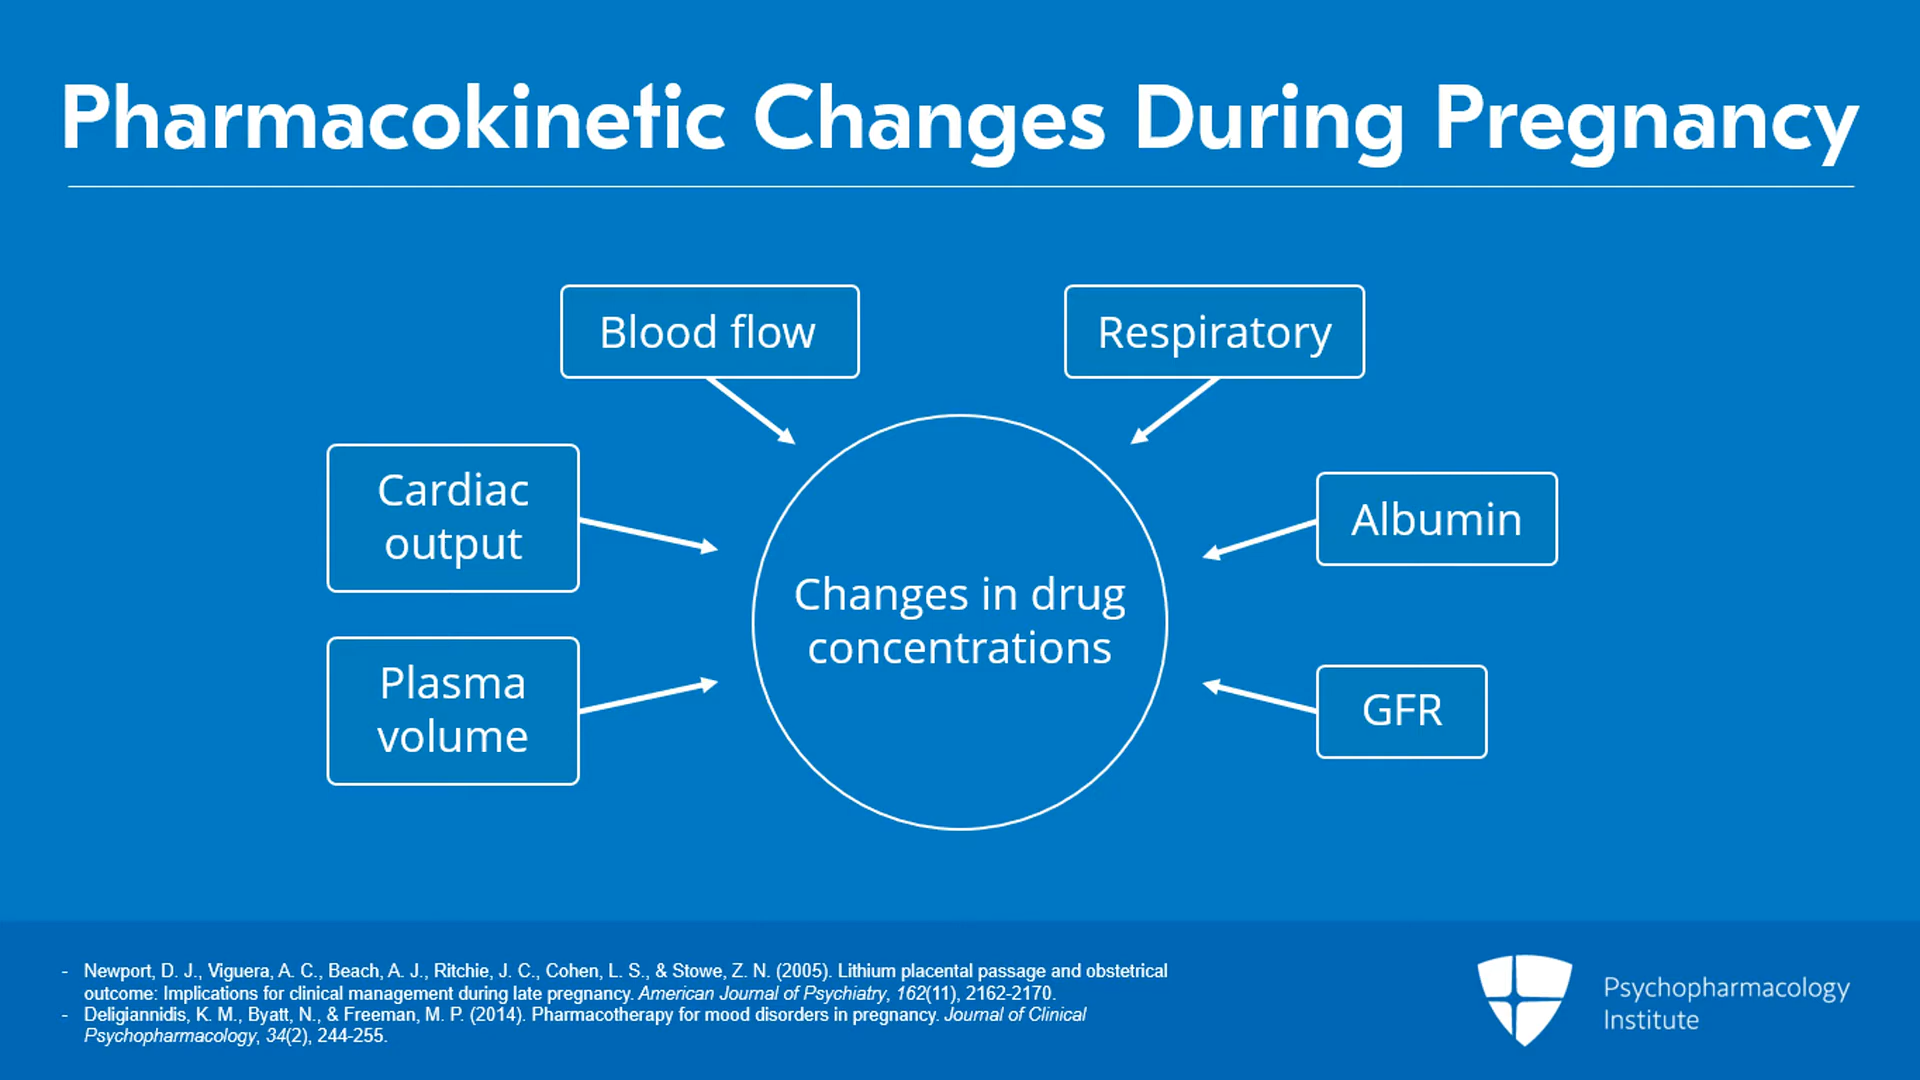 Pharmacokinetic Changes During Pregnancy
Blood flow
Respiratory
Cardiac
output
Albumin
Changes in drug
concentrations
Plasma
volume
GFR
- Newport, D. J., Viguera, A. C., Beach, A. J., Ritchie, J. C., Cohen, L. S., & Stowe, Z. N. (2005). Lithium placental passage and obstetrical
outcome: Implications for clinical management during late pregnancy. American Journal of Psychiatry, 162(11), 2162-2170.
- Deligiannidis, K. M., Byatt, N., & Freeman, M. P. (2014). Pharmacotherapy for mood disorders in pregnancy. Journal of Clinical
Psychopharmacology, 34(2), 244-255.
Psychopharmacology
Institute